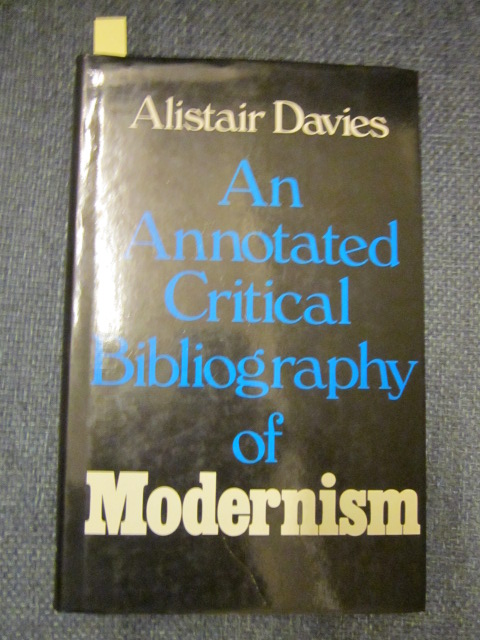 Alistair Davies
An
Annotated
Critical
Bibliography
of
Modernism